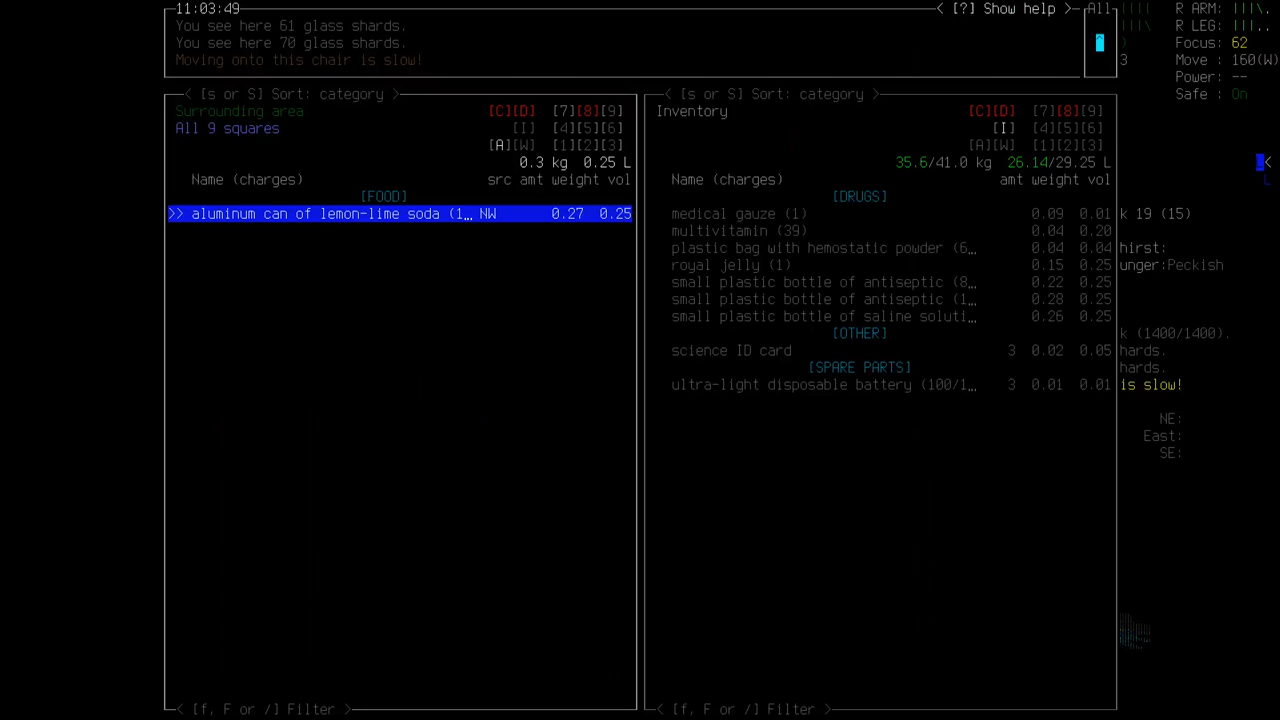 11:03:49 < [?] Show help > All R ARM: |||\.
You see here 61 glass shards. R LEG: |||..
You see here 70 glass shards. Focus: 62
Moving onto this chair is slow! 3 Move : 160(W)
Power: --
< [s or S] Sort: category > < [s or S] Sort: category > Safe : On
Surrounding area [C][D] [7][8][9] Inventory [C][D] [7][8][9]
All 9 squares [I] [4][5][6] [I] [4][5][6]
[A][W] [1][2][3] [A][W] [1][2][3]
0.3 kg 0.25 L 35.6/41.0 kg 26.14/29.25 L
Name (charges) src amt weight vol Name (charges) amt weight vol
[FOOD] [DRUGS]
>> aluminum can of lemon-lime soda (1… NW 0.27 0.25 medical gauze (1) 0.09 0.01 k 19 (15)
multivitamin (39) 0.04 0.20
plastic bag with hemostatic powder (6… 0.04 0.04 hirst:
royal jelly (1) 0.15 0.25 unger:Peckish
small plastic bottle of antiseptic (8… 0.22 0.25
small plastic bottle of antiseptic (1… 0.28 0.25
small plastic bottle of saline soluti… 0.26 0.25
[OTHER] k (1400/1400).
science ID card 3 0.02 0.05 hards.
[SPARE PARTS] hards.
ultra-light disposable battery (100/1… 3 0.01 0.01 is slow!
NE:
East:
SE:
< [f, F or /] Filter > < [f, F or /] Filter >